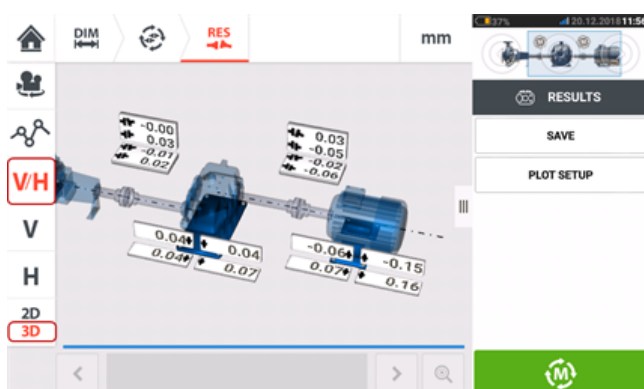 DIM
RES
mm
37%
20.12.2018 11:56
RESULTS
SAVE
PLOT SETUP
V/H
V
H
2D
3D
-0.00
0.03
-0.01
0.02
0.03
-0.05
-0.02
-0.06
0.04
0.04
0.04
0.07
-0.06
-0.15
0.07
0.16
M